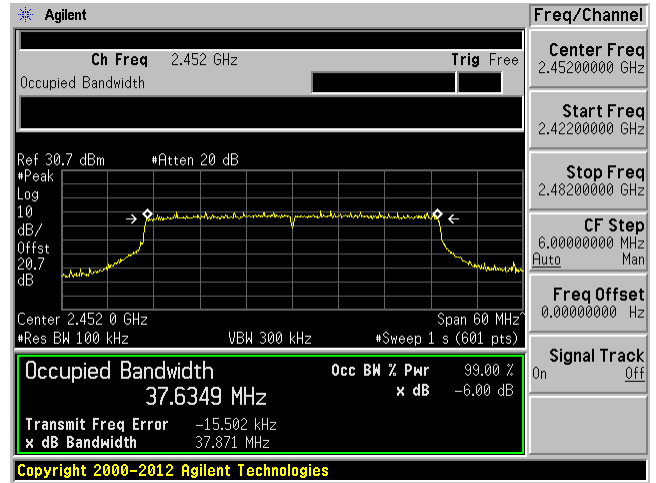 Agilent
Freq/Channel
Ch Freq 2.452 GHz Trig Free
Occupied Bandwidth
Center Freq
2.45200000 GHz
Start Freq
2.42200000 GHz
Stop Freq
2.48200000 GHz
CF Step
6.00000000 MHz
Auto Man
Freq Offset
0.00000000 Hz
Signal Track
On Off
Ref 30.7 dBm #Atten 20 dB
#Peak
Log
10
dB/
Offst
20.7
dB
Center 2.452 0 GHz Span 60 MHz^
#Res BW 100 kHz VBW 300 kHz #Sweep 1 s (601 pts)
Occupied Bandwidth Occ BW % Pwr 99.00 %
37.6349 MHz x dB -6.00 dB
Transmit Freq Error -15.502 kHz
x dB Bandwidth 37.871 MHz
Copyright 2000-2012 Agilent Technologies